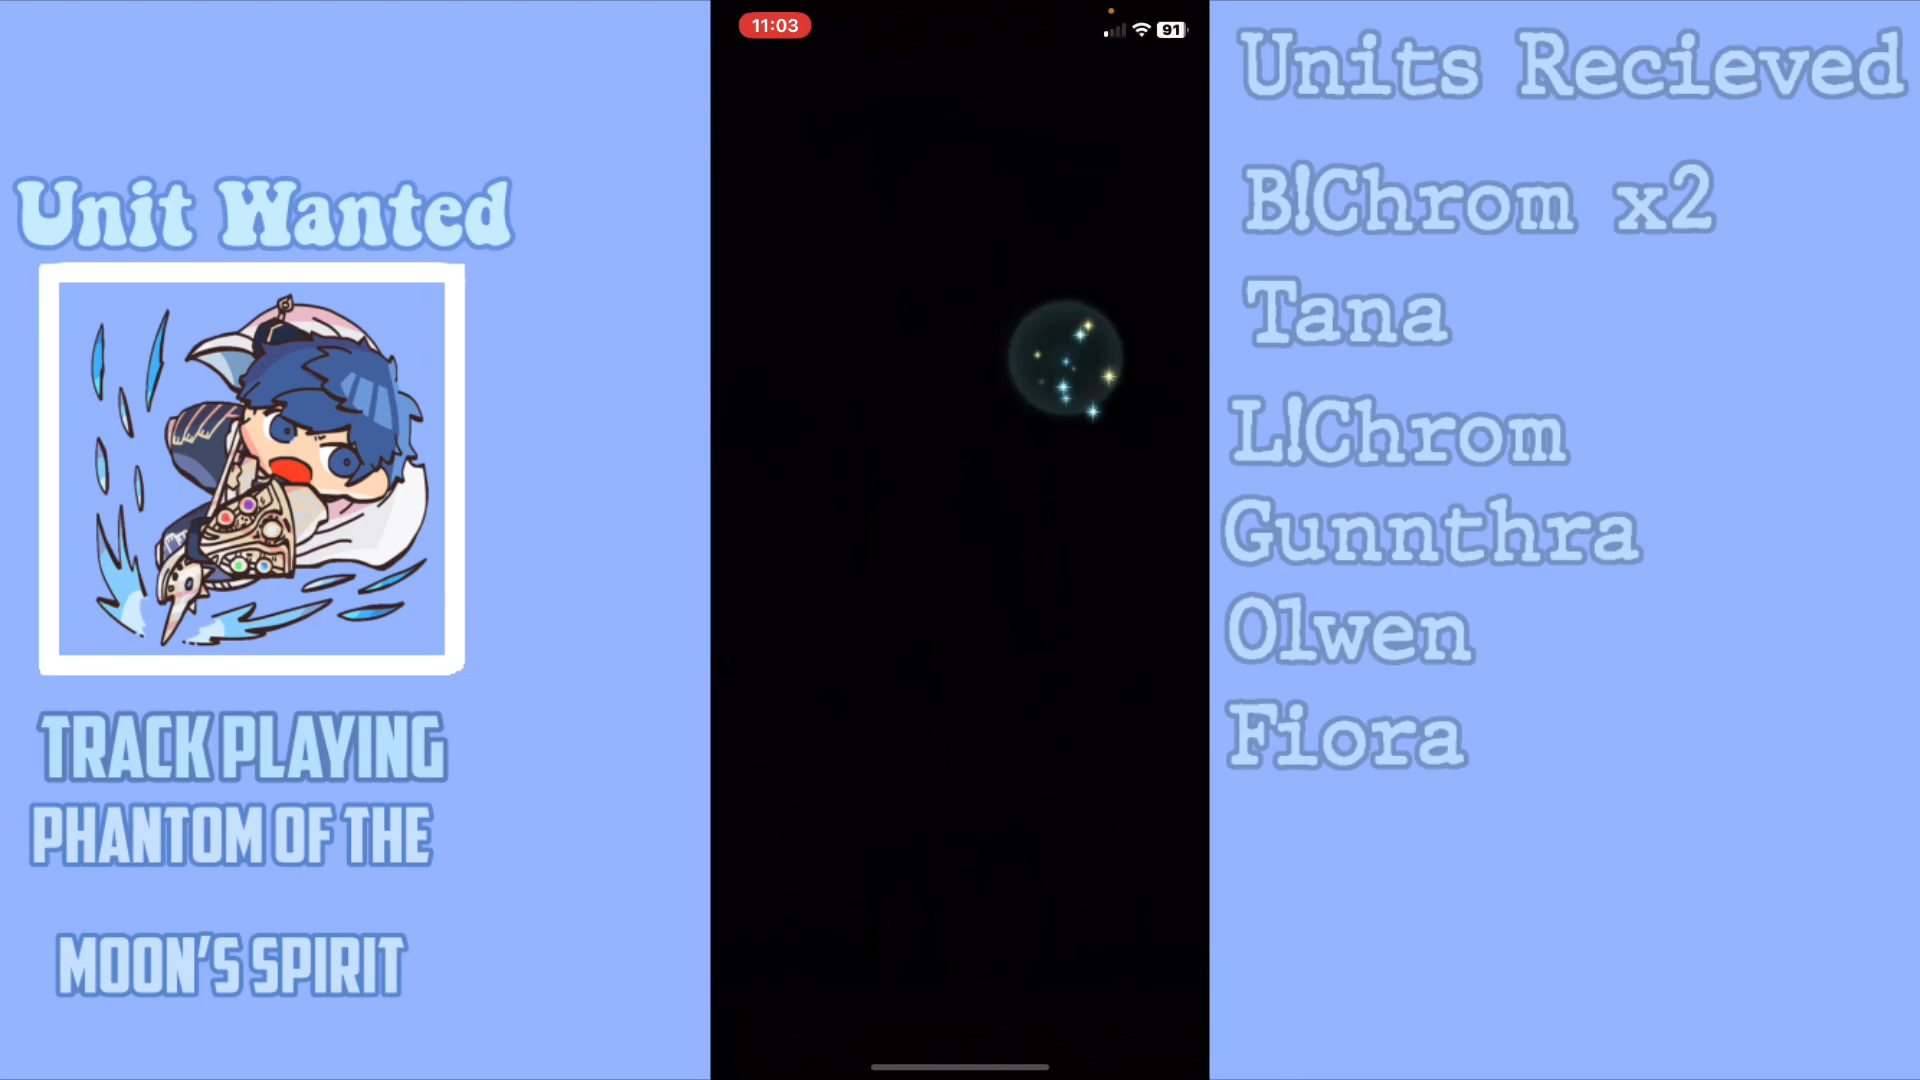 Unit Wanted
TRACK PLAYING
PHANTOM OF THE
MOON'S SPIRIT
11:03
91
Units Recieved
B!Chrom x2
Tana
L!Chrom
Gunnthra
Olwen
Fiora